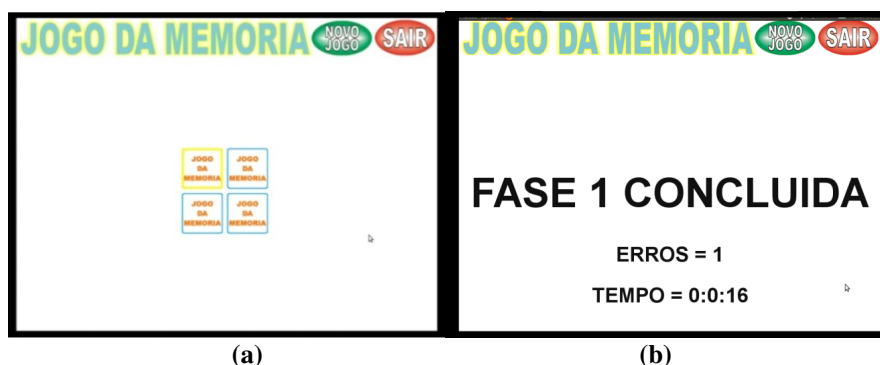 JOGO DA MEMORIA NOVO JOGO SAIR
JOGO DA MEMORIA
JOGO DA MEMORIA
JOGO DA MEMORIA
JOGO DA MEMORIA
(a)
JOGO DA MEMORIA NOVO JOGO SAIR
FASE 1 CONCLUIDA
ERROS = 1
TEMPO = 0:0:16
(b)